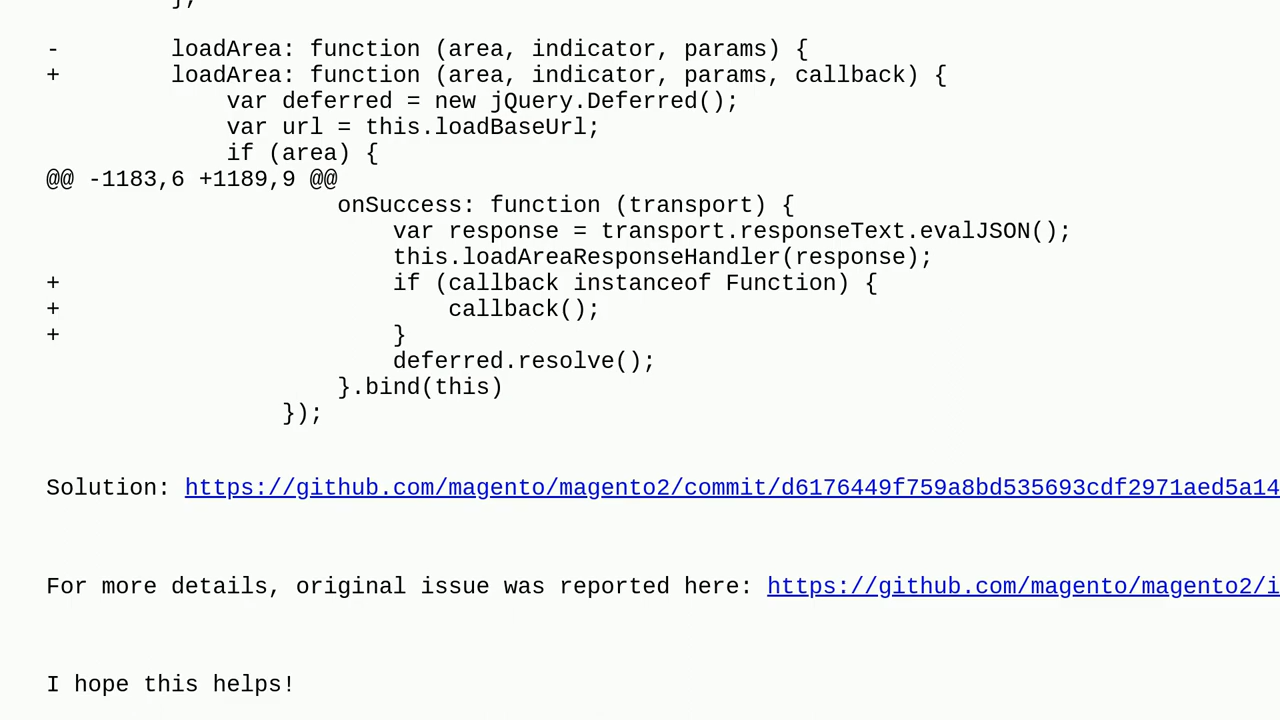 };
-        loadArea: function (area, indicator, params) {
+        loadArea: function (area, indicator, params, callback) {
             var deferred = new jQuery.Deferred();
             var url = this.loadBaseUrl;
             if (area) {
@@ -1183,6 +1189,9 @@
                     onSuccess: function (transport) {
                         var response = transport.responseText.evalJSON();
                         this.loadAreaResponseHandler(response);
+                        if (callback instanceof Function) {
+                            callback();
+                        }
                         deferred.resolve();
                     }.bind(this)
                 });
Solution: https://github.com/magento/magento2/commit/d6176449f759a8bd535693cdf2971aed5a14
For more details, original issue was reported here: https://github.com/magento/magento2/i
I hope this helps!